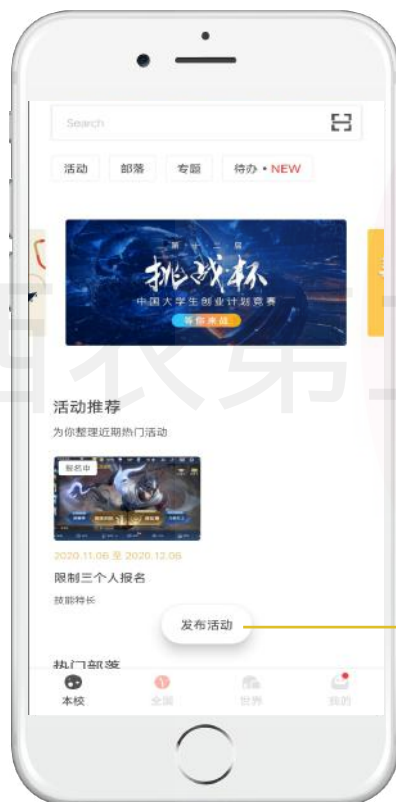 Search
活动
部落
专题
待办 • NEW
第十二届
挑战杯
中国大学生创业计划竞赛
等你来战
活动推荐
为你整理近期热门活动
报名中
2020.11.06 至 2020.12.06
限制三个人报名
技能特长
发布活动
热门部落
本校
全国
世界
我的